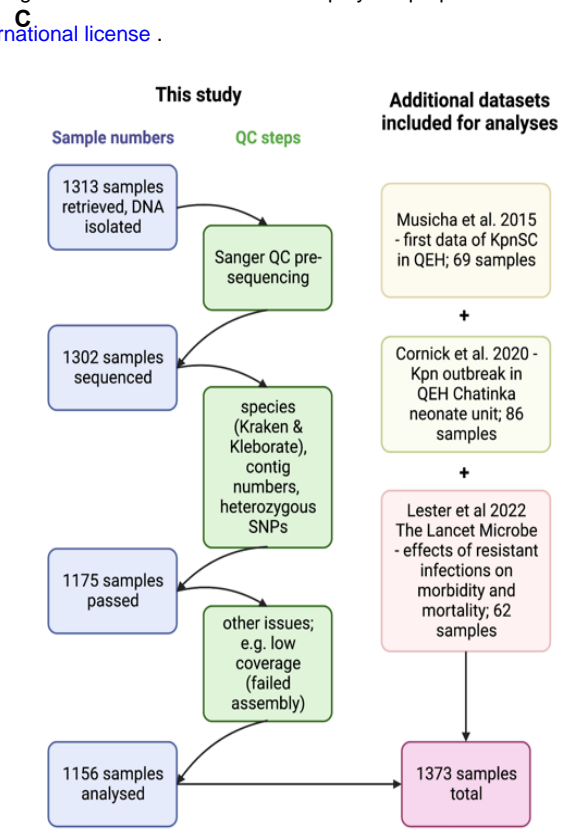 C
rnational license .
This study
Sample numbers
QC steps
1313 samples
retrieved, DNA
isolated
Sanger QC pre-
sequencing
1302 samples
sequenced
species
(Kraken &
Kleborate),
contig
numbers,
heterozygous
SNPs
1175 samples
passed
other issues;
e.g. low
coverage
(failed
assembly)
1156 samples
analysed
Additional datasets
included for analyses
Musicha et al. 2015
- first data of KpnSC
in QEH; 69 samples
+
Cornick et al. 2020 -
Kpn outbreak in
QEH Chatinka
neonate unit; 86
samples
+
Lester et al 2022
The Lancet Microbe
- effects of resistant
infections on
morbidity and
mortality; 62
samples
1373 samples
total